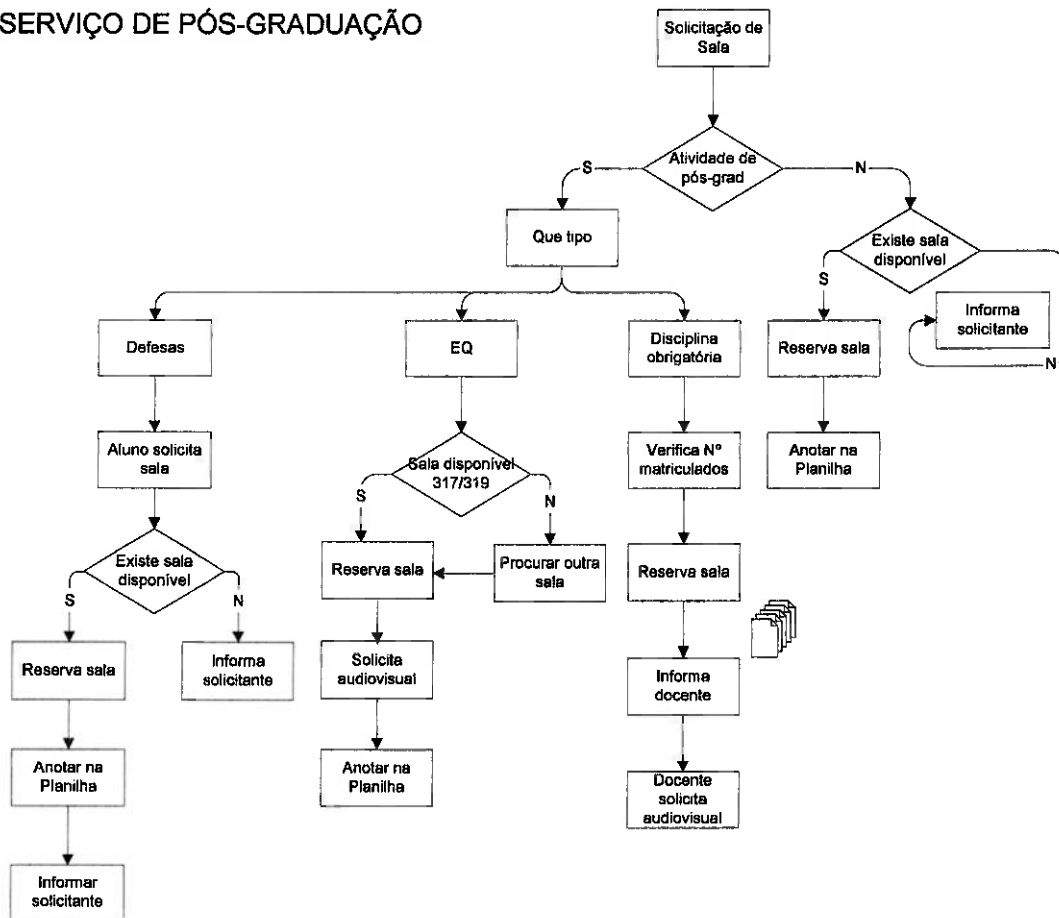 SERVIÇO DE PÓS-GRADUAÇÃO
Solicitação de
Sala
Atividade de
pós-grad
S
N
Que tipo
Existe sala
disponível
S
N
Informa
solicitante
Defesas
EQ
Disciplina
obrigatória
Reserva sala
Aluno solicita
sala
Sala disponível
317/319
S
N
Verifica Nº
matriculados
Anotar na
Planilha
Existe sala
disponível
S
N
Reserva sala
Procurar outra
sala
Reserva sala
Reserva sala
Informa
solicitante
Solicita
audiovisual
Informa
docente
Anotar na
Planilha
Anotar na
Planilha
Docente
solicita
audiovisual
Informar
solicitante